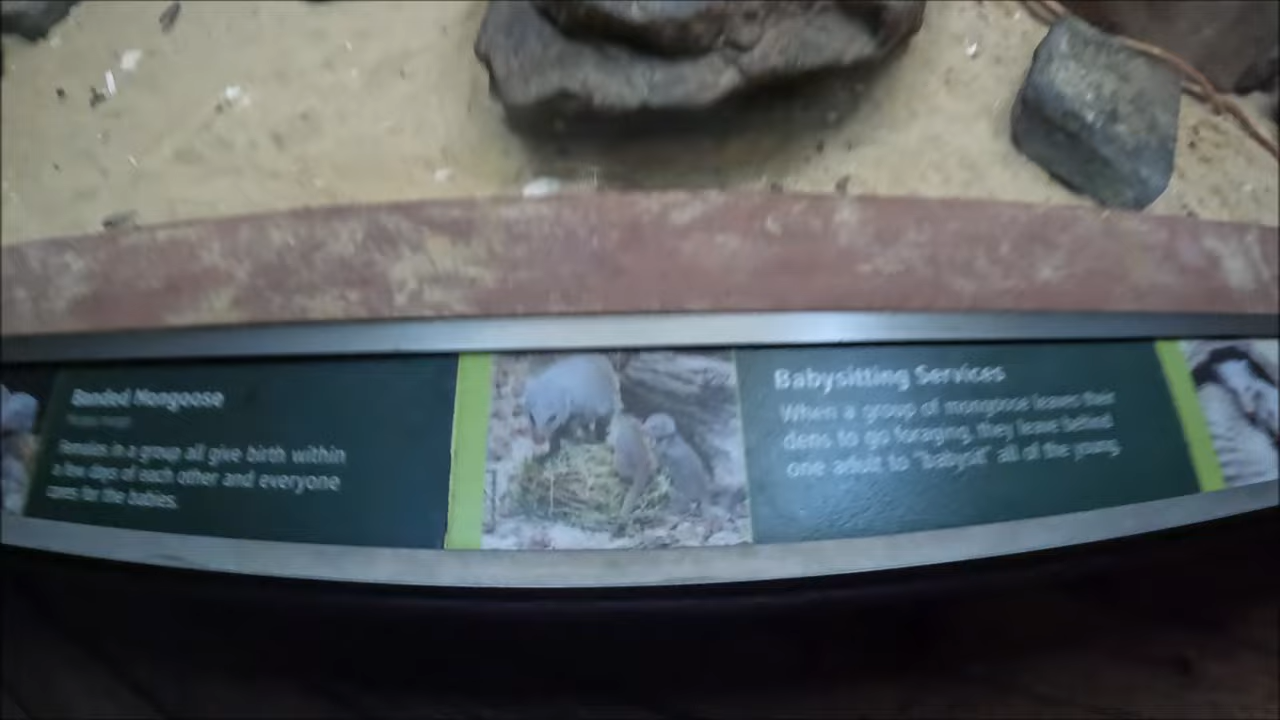 Banded Mongoose
Females in a group all give birth within
a few days of each other and everyone
cares for the babies.
Babysitting Services
When a group of mongoose leaves their
dens to go foraging, they leave behind
one adult to "babysit" all of the young.